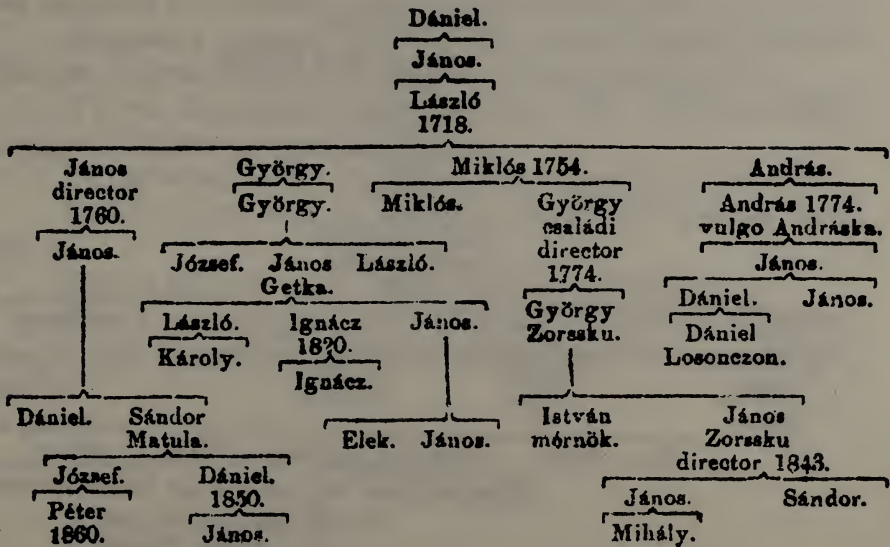 Dániel.
János.
László
1718.
János György. Miklós 1754. András.
director György. Miklós. György András 1774.
1760. családi vulgo Andráska.
János. József. János László. director János.
Getka. 1774. Dániel. János.
László. Ignácz János. György Dániel
Károly. 1820. Zorssku. Losonczon.
Ignácz.
Dániel. Sándor Elek. János. István János
Matula. mérnök. Zorssku
József. Dániel. director 1843.
Péter 1850. János. Sándor.
1860. János. Mihály.